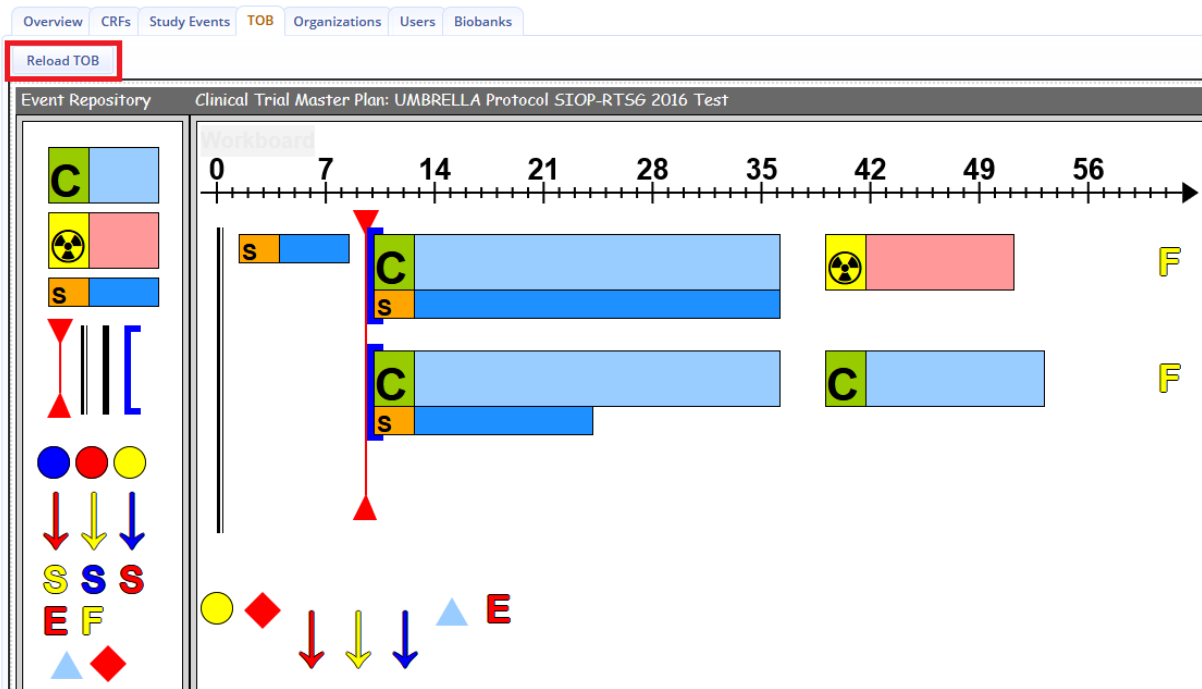 Overview CRFs Study Events TOB Organizations Users Biobanks
Reload TOB
Event Repository Clinical Trial Master Plan: UMBRELLA Protocol SIOP-RTSG 2016 Test
Workboard
0 7 14 21 28 35 42 49 56
C
S
S S S
E F
S
C
S
F
C
S
C
F
E